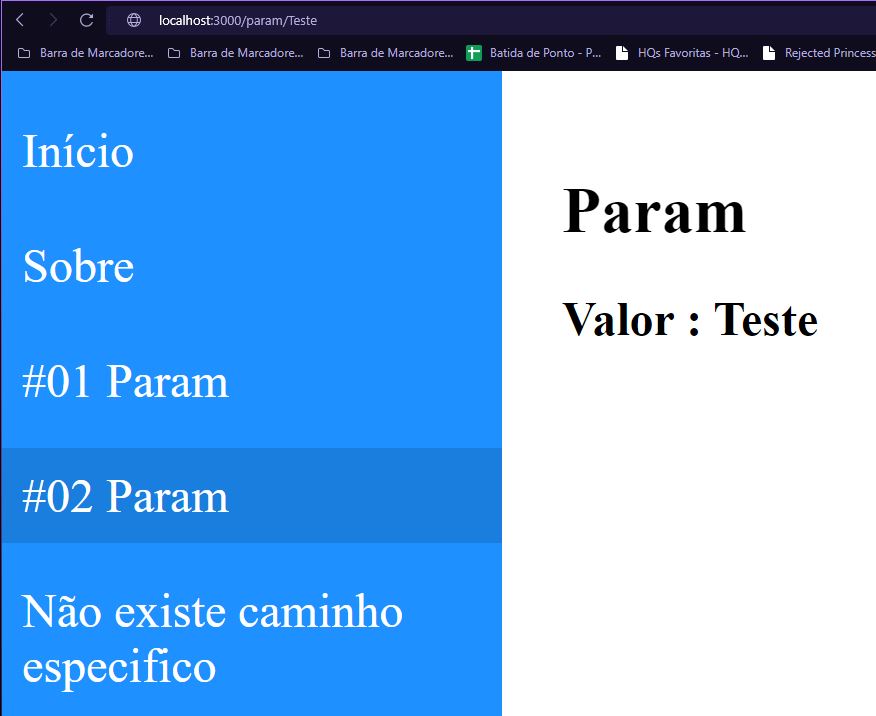 localhost:3000/param/Teste
Barra de Marcadore... Barra de Marcadore... Barra de Marcadore... Batida de Ponto - P... HQs Favoritas - HQ... Rejected Princess
Início
Sobre
#01 Param
#02 Param
Não existe caminho
especifico
Param
Valor : Teste